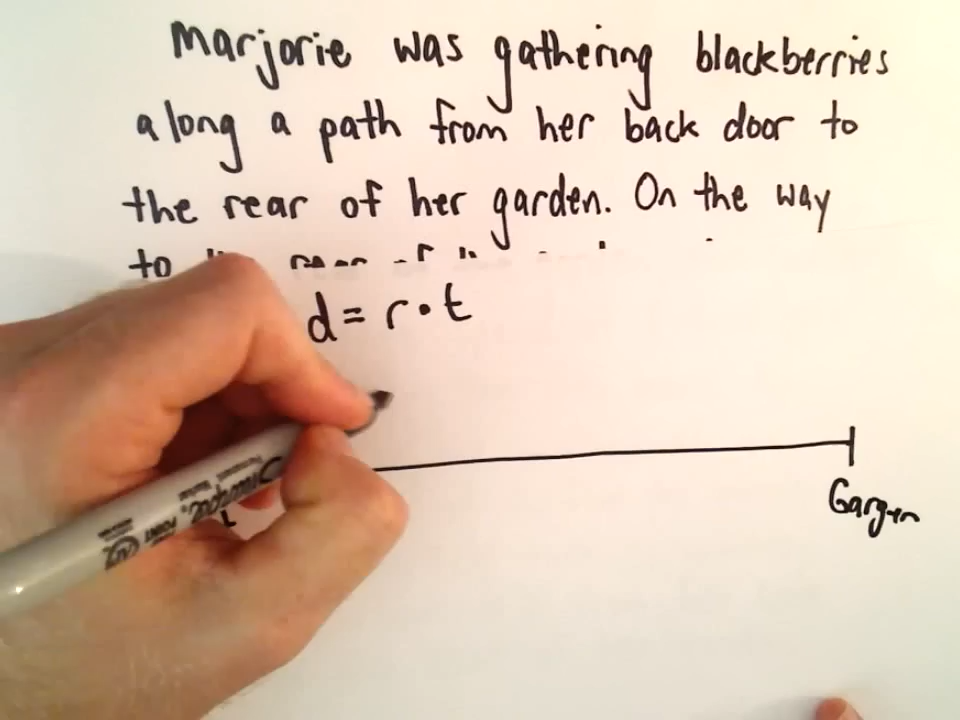 Marjorie was gathering blackberries
along a path from her back door to
the rear of her garden. On the way
to
d = r · t